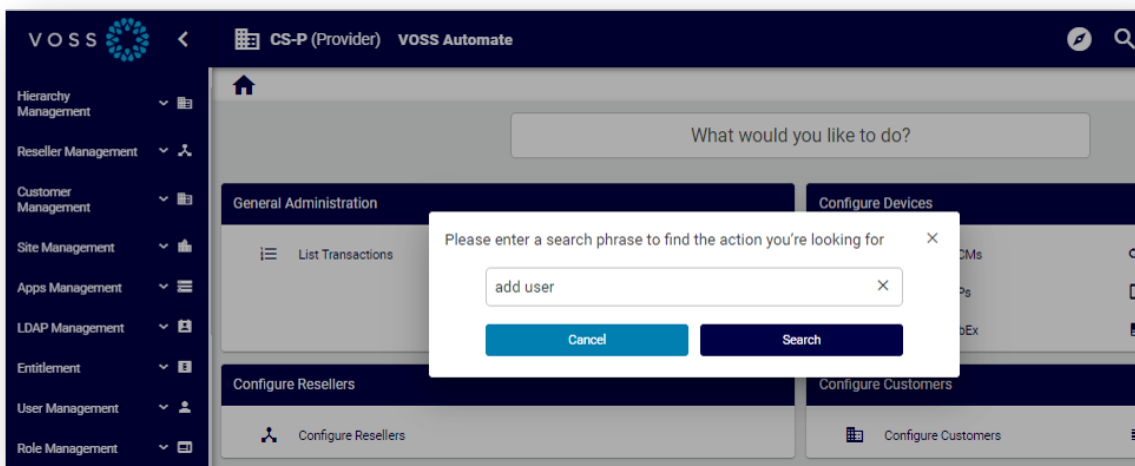 VOSS
CS-P (Provider) VOSS Automate
Hierarchy
Management
Reseller Management
Customer
Management
Site Management
Apps Management
LDAP Management
Entitlement
User Management
Role Management
What would you like to do?
General Administration
List Transactions
Configure Devices
CMs
Ps
Ex
Please enter a search phrase to find the action you're looking for
add user
Cancel
Search
Configure Resellers
Configure Resellers
Configure Customers
Configure Customers